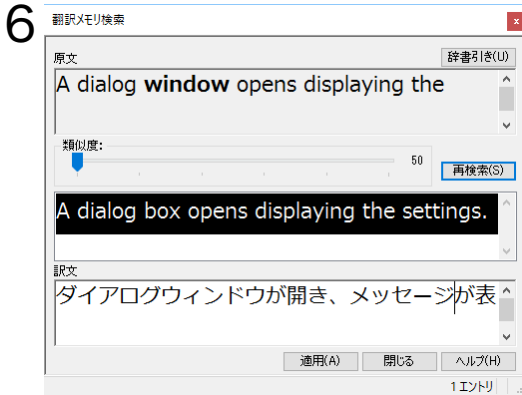 6
翻訳メモリ検索
原文
辞書引き(U)
A dialog window opens displaying the
類似度:
50
再検索(S)
A dialog box opens displaying the settings.
訳文
ダイアログウィンドウが開き、メッセージが表
適用(A) 閉じる ヘルプ(H)
1 エントリ